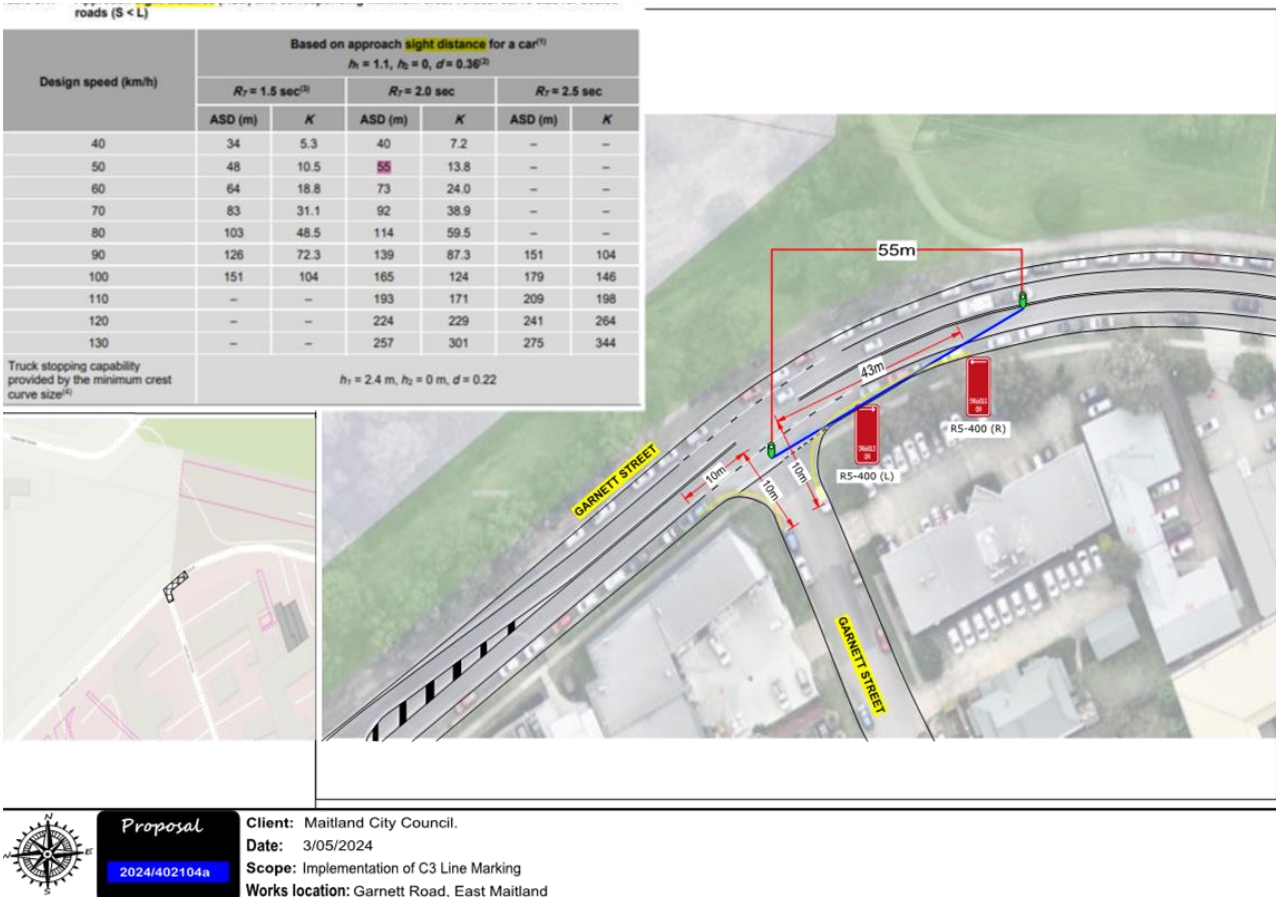 roads (S < L)
Design speed (km/h)
Based on approach sight distance for a car(1)
h1 = 1.1, h2 = 0, d = 0.36(2)
RT = 1.5 sec(3) RT = 2.0 sec RT = 2.5 sec
ASD (m) K ASD (m) K ASD (m) K
40 34 5.3 40 7.2 – –
50 48 10.5 55 13.8 – –
60 64 18.8 73 24.0 – –
70 83 31.1 92 38.9 – –
80 103 48.5 114 59.5 – –
90 126 72.3 139 87.3 151 104
100 151 104 165 124 179 146
110 – – 193 171 209 198
120 – – 224 229 241 264
130 – – 257 301 275 344
Truck stopping capability
provided by the minimum crest
curve size(4)
h1 = 2.4 m, h2 = 0 m, d = 0.22
55m
43m
NO
STOPPING
R5-400 (R)
NO
STOPPING
R5-400 (L)
10m
10m
10m
GARNETT STREET
GARNETT STREET
N
E
S
Proposal
2024/402104a
Client: Maitland City Council.
Date: 3/05/2024
Scope: Implementation of C3 Line Marking
Works location: Garnett Road, East Maitland